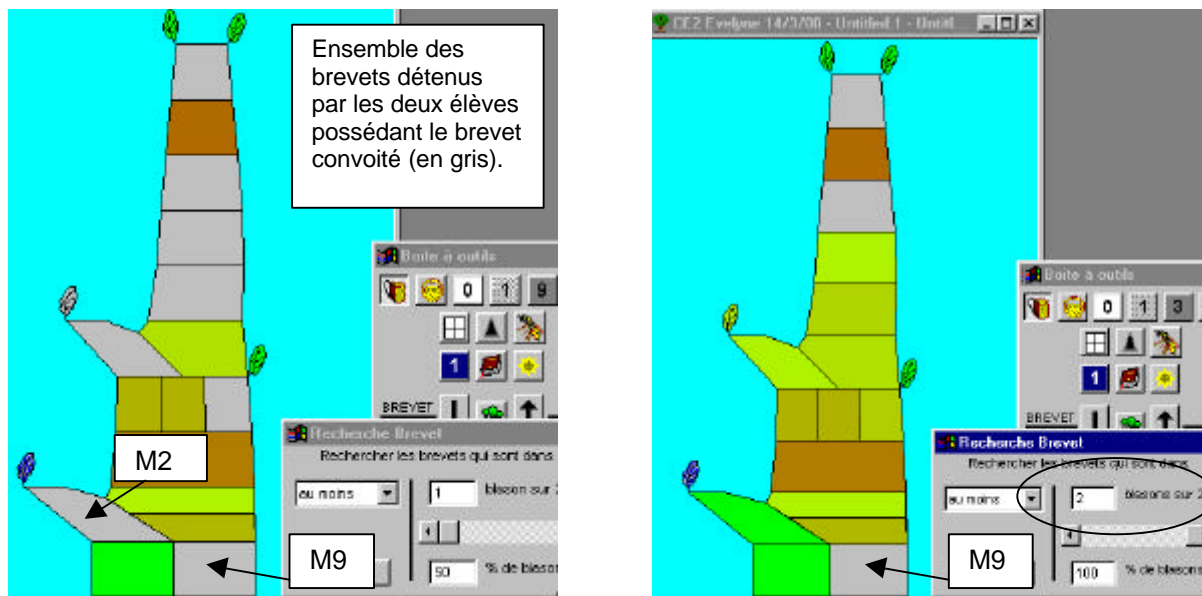 Ensemble des
brevets détenus
par les deux élèves
possédant le brevet
convoité (en gris).
Boite à outils
0 1 9
1
BREVET
M2
Recherche Brevet
Rechercher les brevets qui sont dans
au moins 1 blason sur
M9
50 % de blason
CE2 Evelyne 14/3/00 - Untitled 1 - Untitl
Boite à outils
0 1 3
1
BREVET
Recherche Brevet
Rechercher les brevets qui sont dans
au moins 2 blasons sur 2
M9
100 % de blasons